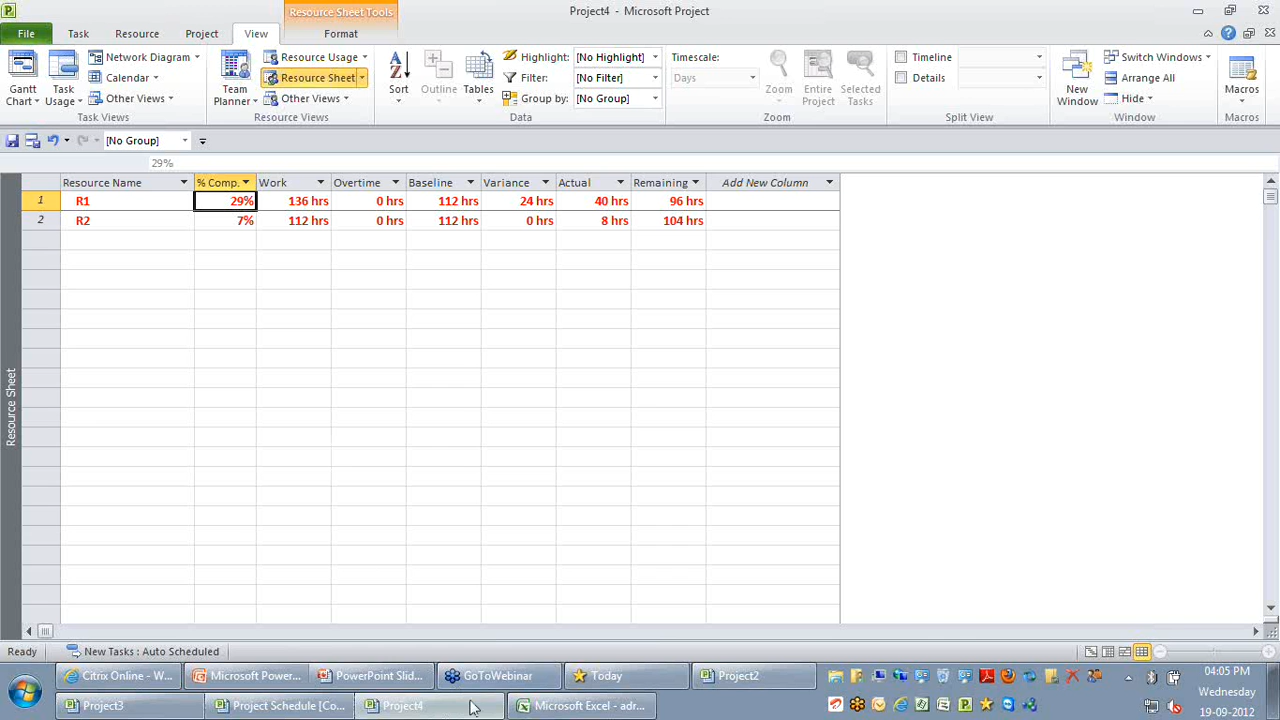 Resource Sheet Tools
Project4 - Microsoft Project
File Task Resource Project View Format
Gantt Chart
Task Usage
Network Diagram
Calendar
Other Views
Task Views
Team Planner
Resource Usage
Resource Sheet
Other Views
Resource Views
Sort
Outline
Tables
Highlight: [No Highlight]
Filter: [No Filter]
Group by: [No Group]
Data
Timescale:
Days
Zoom
Entire Project
Selected Tasks
Zoom
Timeline
Details
Split View
New Window
Switch Windows
Arrange All
Hide
Window
Macros
Macros
[No Group]
29%
Resource Name % Comp. Work Overtime Baseline Variance Actual Remaining Add New Column
1 R1 29% 136 hrs 0 hrs 112 hrs 24 hrs 40 hrs 96 hrs
2 R2 7% 112 hrs 0 hrs 112 hrs 0 hrs 8 hrs 104 hrs
Resource Sheet
Ready New Tasks : Auto Scheduled
Citrix Online - W... Microsoft Powe... PowerPoint Slid... GoToWebinar Today Project2
04:05 PM
Wednesday
19-09-2012
Project3 Project Schedule [Co... Project4 Microsoft Excel - adr...